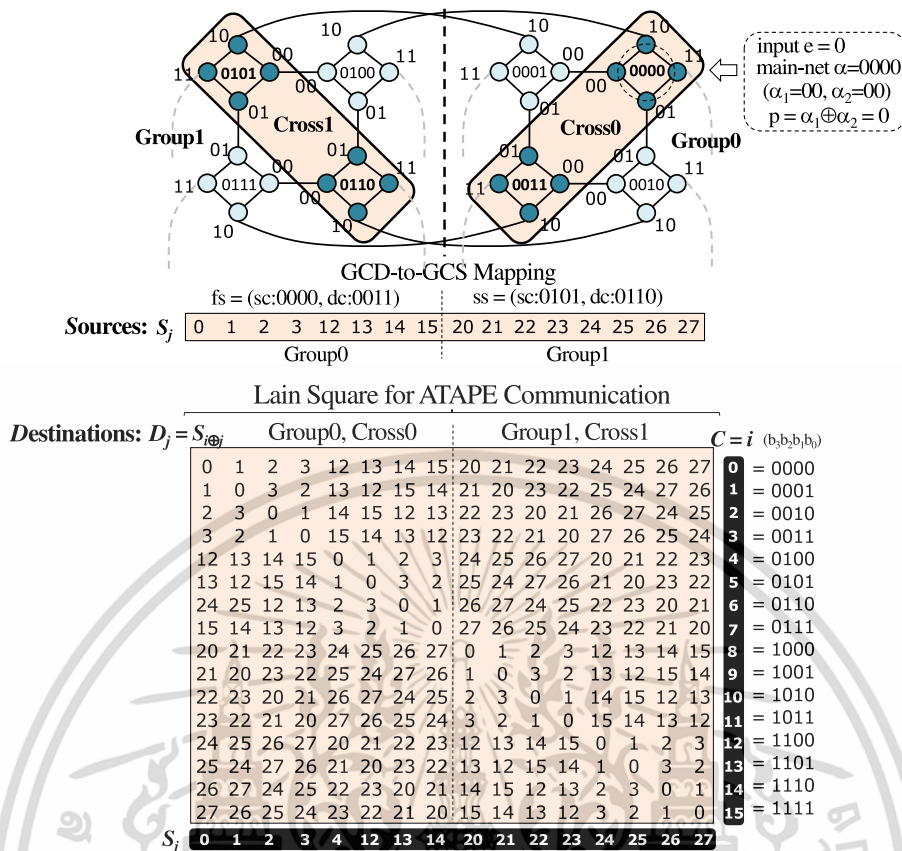 10 10 10 10
00 00
11 0101 0100 0001 0000 11
00 00
01 01
Group1 Cross1 Cross0 Group0
01 01 01 01
00 00
11 0111 0110 11 11 0011 0010 11
00 00
10 10 10 10
input e = 0
main-net α=0000
(α1=00, α2=00)
p = α1⊕α2 = 0
GCD-to-GCS Mapping
fs = (sc:0000, dc:0011) ss = (sc:0101, dc:0110)
Sources: Sj 0 1 2 3 12 13 14 15 20 21 22 23 24 25 26 27
Group0 Group1
Lain Square for ATAPE Communication
Destinations: Dj = Si⊕j Group0, Cross0 Group1, Cross1 C = i (b3b2b1b0)
0 1 2 3 12 13 14 15 20 21 22 23 24 25 26 27 0 = 0000
1 0 3 2 13 12 15 14 21 20 23 22 25 24 27 26 1 = 0001
2 3 0 1 14 15 12 13 22 23 20 21 26 27 24 25 2 = 0010
3 2 1 0 15 14 13 12 23 22 21 20 27 26 25 24 3 = 0011
12 13 14 15 0 1 2 3 24 25 26 27 20 21 22 23 4 = 0100
13 12 15 14 1 0 3 2 25 24 27 26 21 20 23 22 5 = 0101
24 25 12 13 2 3 0 1 26 27 24 25 22 23 20 21 6 = 0110
15 14 13 12 3 2 1 0 27 26 25 24 23 22 21 20 7 = 0111
20 21 22 23 24 25 26 27 0 1 2 3 12 13 14 15 8 = 1000
21 20 23 22 25 24 27 26 1 0 3 2 13 12 15 14 9 = 1001
22 23 20 21 26 27 24 25 2 3 0 1 14 15 12 13 10 = 1010
23 22 21 20 27 26 25 24 3 2 1 0 15 14 13 12 11 = 1011
24 25 26 27 20 21 22 23 12 13 14 15 0 1 2 3 12 = 1100
25 24 27 26 21 20 23 22 13 12 15 14 1 0 3 2 13 = 1101
26 27 24 25 22 23 20 21 14 15 12 13 2 3 0 1 14 = 1110
27 26 25 24 23 22 21 20 15 14 13 12 3 2 1 0 15 = 1111
Sj 0 1 2 3 4 12 13 14 20 21 22 23 24 25 26 27